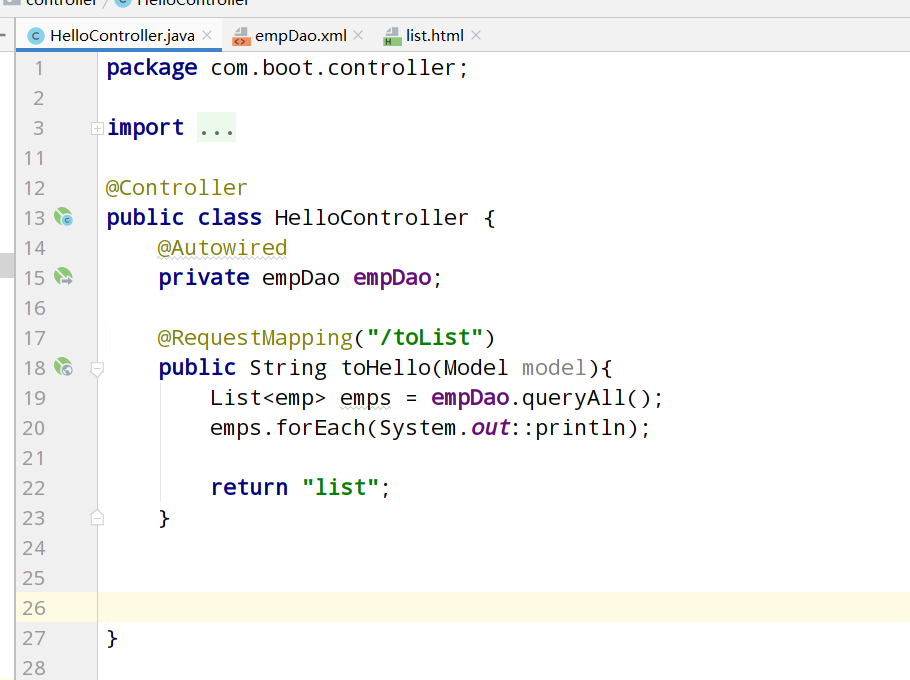 controller / HelloController
HelloController.java × empDao.xml × list.html ×
1 package com.boot.controller;
2
3 import ...
11
12 @Controller
13 public class HelloController {
14 @Autowired
15 private empDao empDao;
16
17 @RequestMapping("/toList")
18 public String toHello(Model model){
19 List<emp> emps = empDao.queryAll();
20 emps.forEach(System.out::println);
21
22 return "list";
23 }
24
25
26
27 }
28